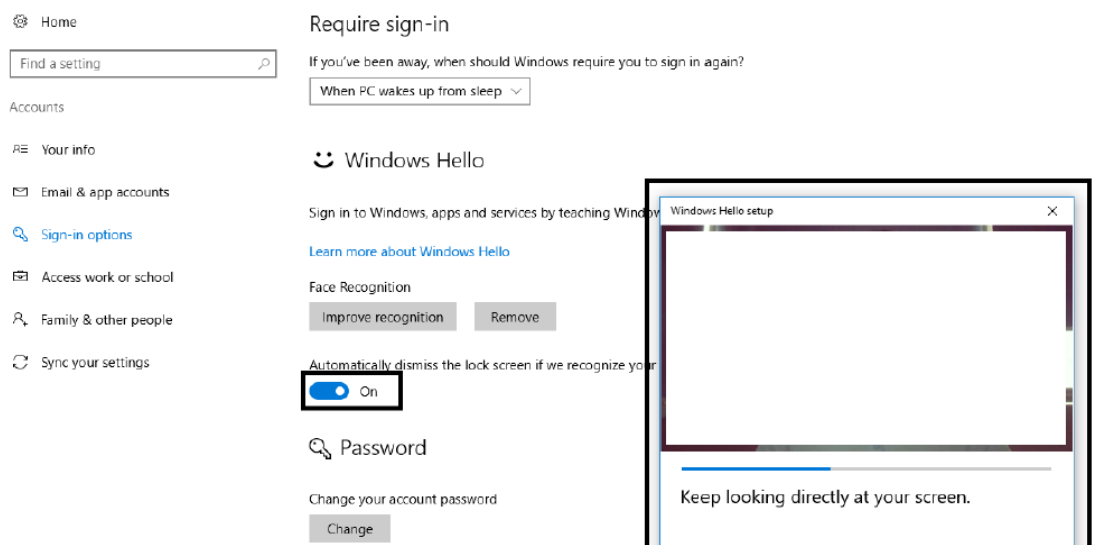 Home
Find a setting
Accounts
Your info
Email & app accounts
Sign-in options
Access work or school
Family & other people
Sync your settings
Require sign-in
If you've been away, when should Windows require you to sign in again?
When PC wakes up from sleep
Windows Hello
Sign in to Windows, apps and services by teaching
Learn more about Windows Hello
Face Recognition
Improve recognition Remove
Automatically dismiss the lock screen if we recognize
On
Password
Change your account password
Change
Windows Hello setup
Keep looking directly at your screen.